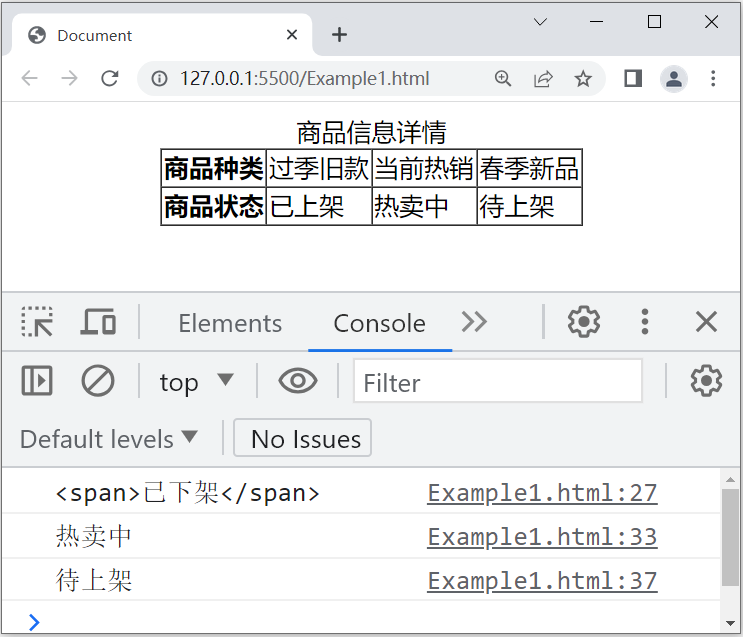 Document
127.0.0.1:5500/Example1.html
商品信息详情
商品种类 过季旧款 当前热销 春季新品
商品状态 已上架 热卖中 待上架
Elements Console
top Filter
Default levels No Issues
<span>已下架</span> Example1.html:27
热卖中 Example1.html:33
待上架 Example1.html:37